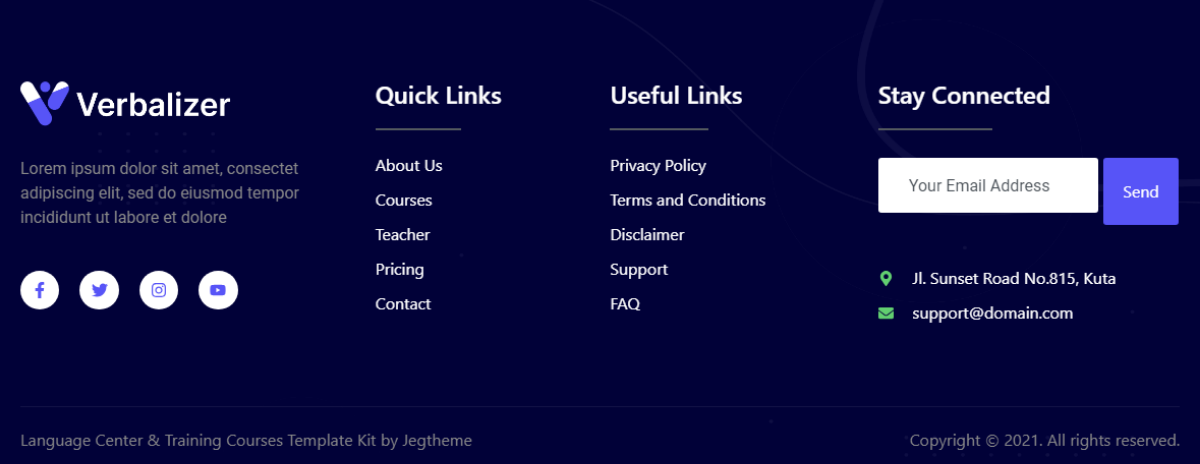 Verbalizer
Lorem ipsum dolor sit amet, consectet
adipiscing elit, sed do eiusmod tempor
incididunt ut labore et dolore
Quick Links
About Us
Courses
Teacher
Pricing
Contact
Useful Links
Privacy Policy
Terms and Conditions
Disclaimer
Support
FAQ
Stay Connected
Your Email Address
Send
Jl. Sunset Road No.815, Kuta
support@domain.com
Language Center & Training Courses Template Kit by Jegtheme
Copyright © 2021. All rights reserved.